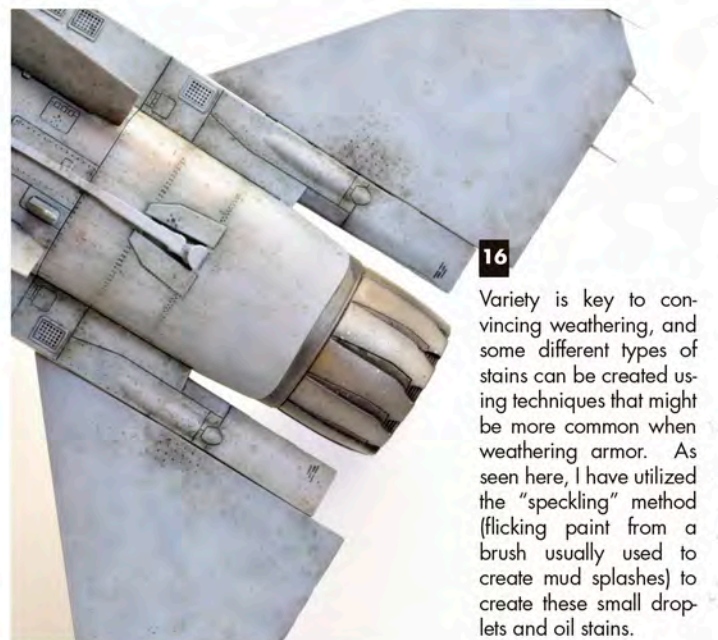 16
Variety is key to con-
vincing weathering, and
some different types of
stains can be created us-
ing techniques that might
be more common when
weathering armor. As
seen here, I have utilized
the “speckling” method
(flicking paint from a
brush usually used to
create mud splashes) to
create these small drop-
lets and oil stains.